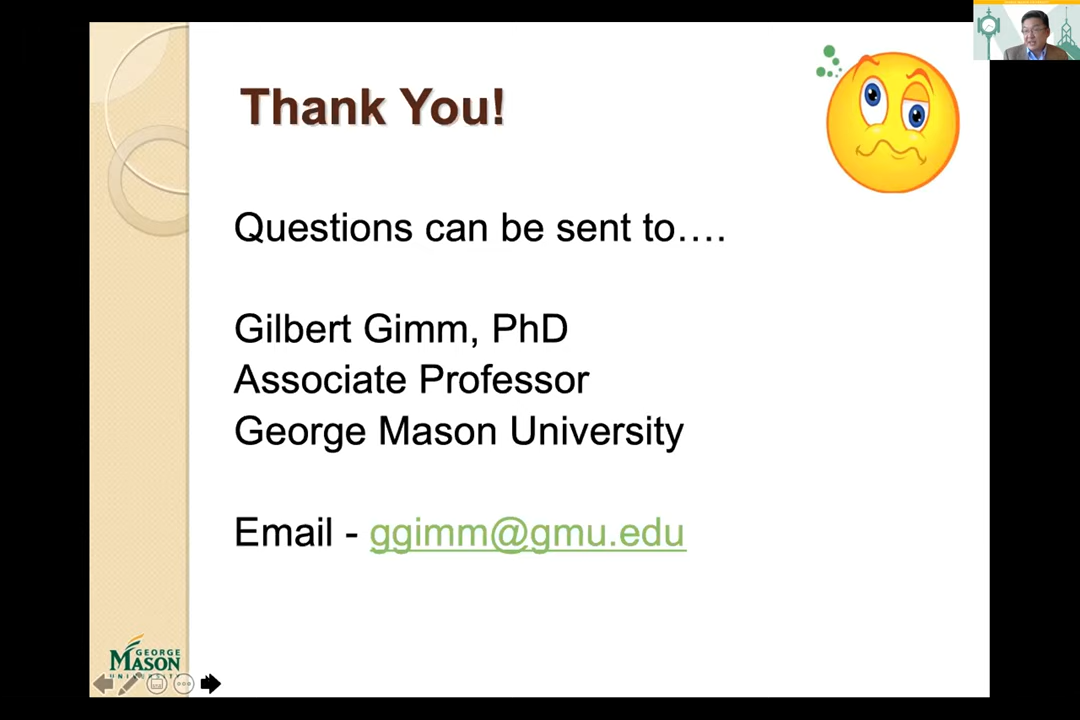 Thank You!
Questions can be sent to….
Gilbert Gimm, PhD
Associate Professor
George Mason University
Email - ggimm@gmu.edu
GEORGE
MASON
UNIVERSITY